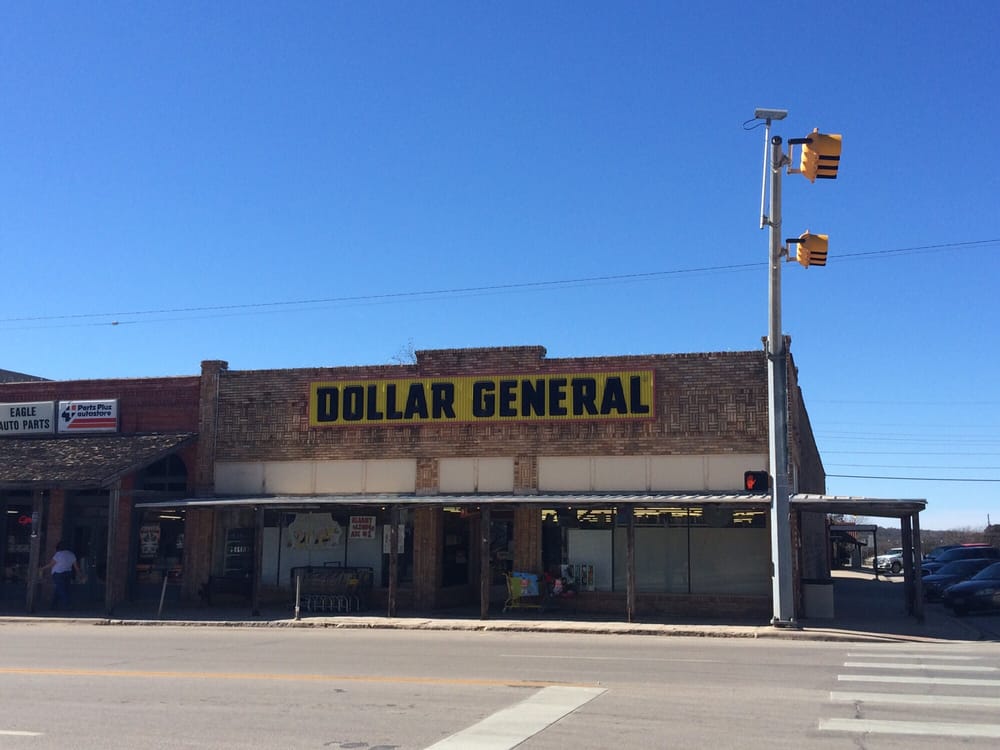 EAGLE
AUTO PARTS
Parts Plus
autostore
DOLLAR GENERAL